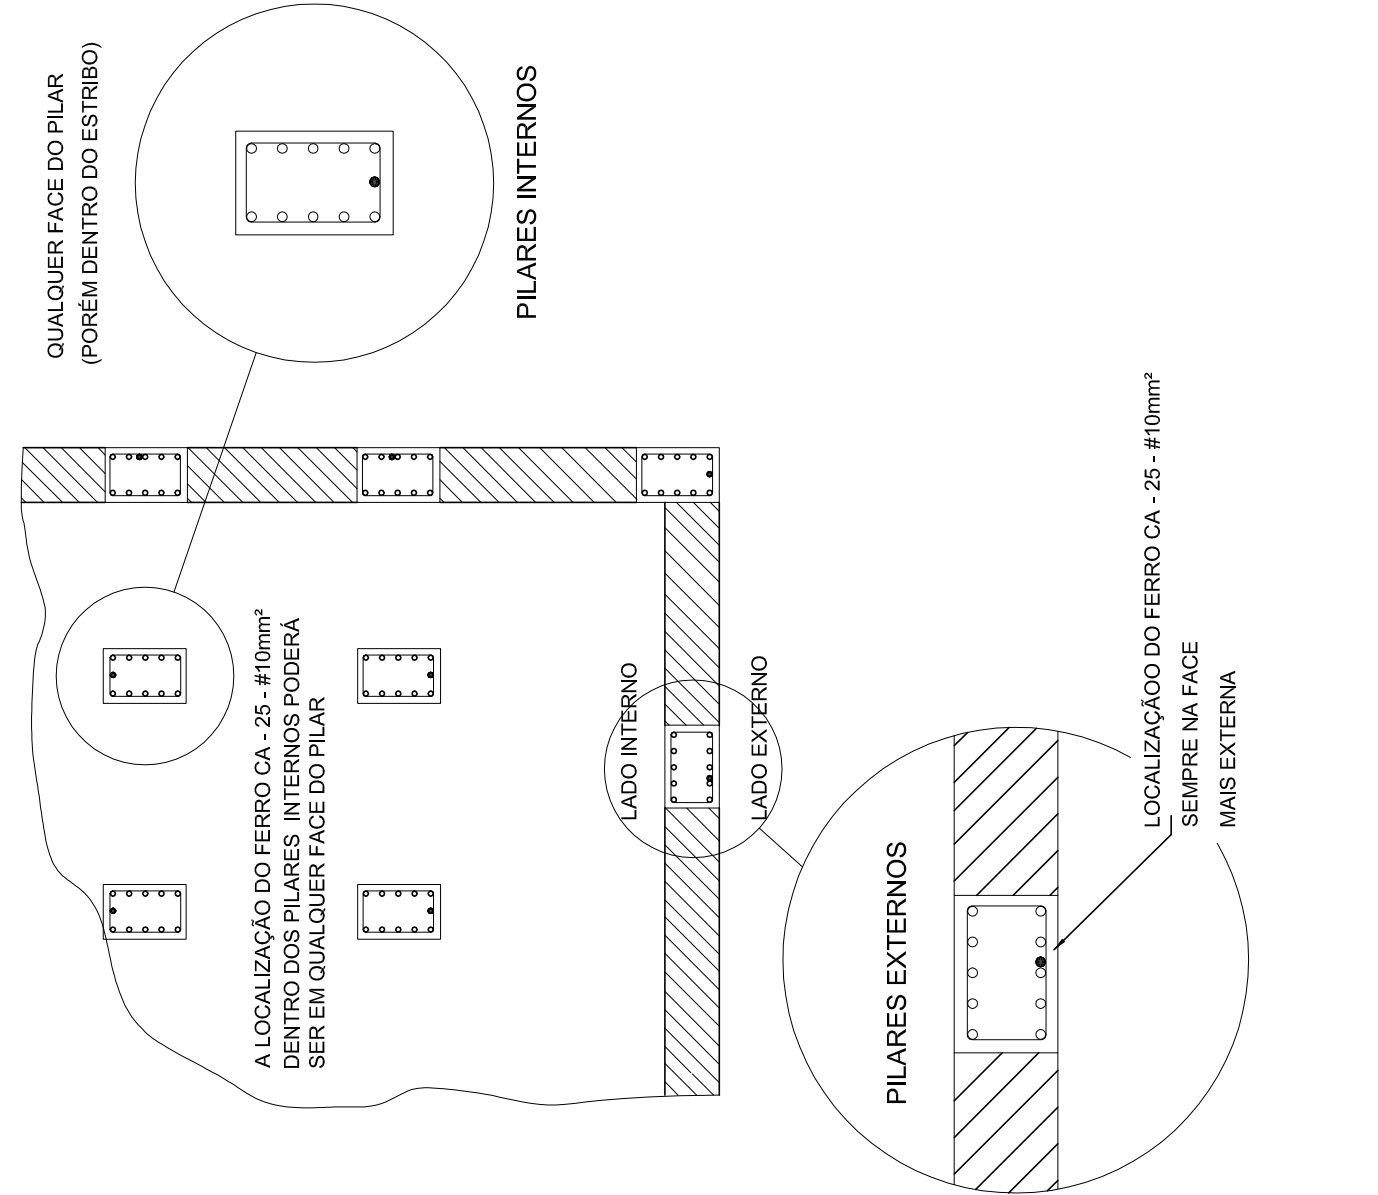 QUALQUER FACE DO PILAR
(PORÉM DENTRO DO ESTRIBO)
PILARES INTERNOS
A LOCALIZAÇÃO DO FERRO CA - 25 - #10mm²
DENTRO DOS PILARES INTERNOS PODERÁ
SER EM QUALQUER FACE DO PILAR
LADO INTERNO
LADO EXTERNO
PILARES EXTERNOS
LOCALIZAÇÃOO DO FERRO CA - 25 - #10mm²
SEMPRE NA FACE
MAIS EXTERNA